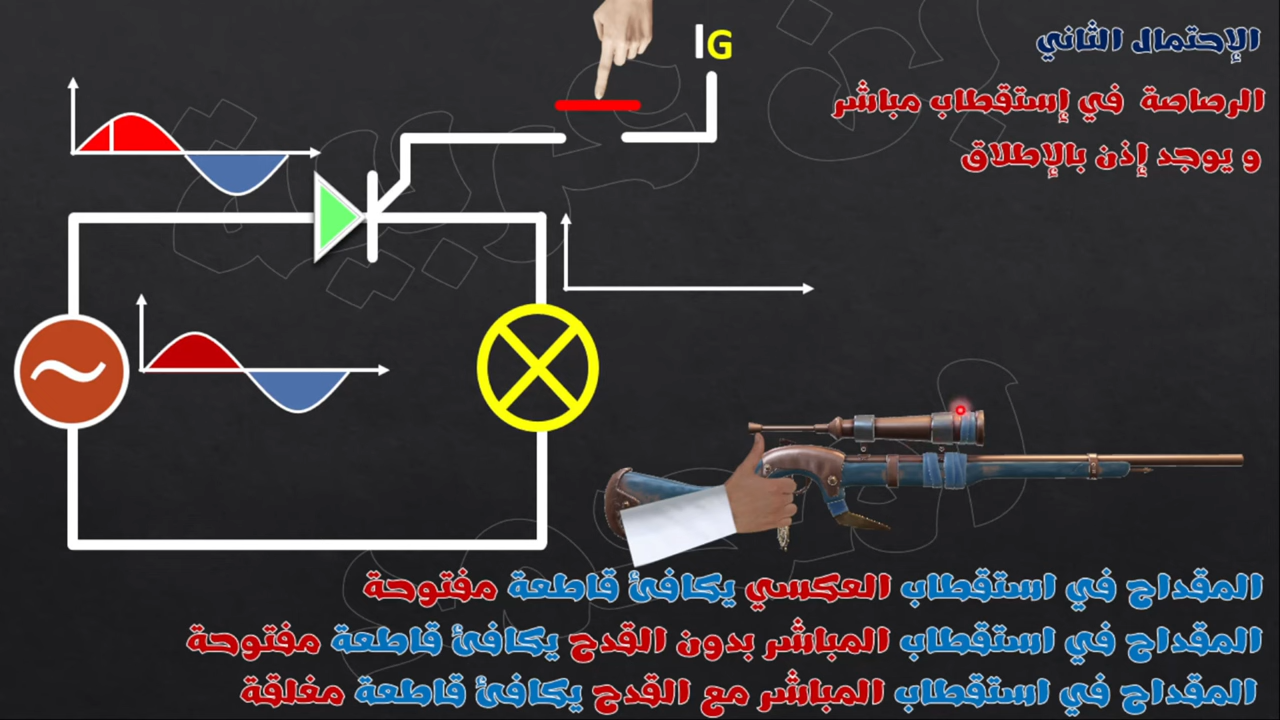 الإحتمال الثاني
الرصاصة في إستقطاب مباشر
و يوجد إذن بالإطلاق
IG
المقداح في استقطاب العكسي يكافئ قاطعة مفتوحة
المقداح في استقطاب المباشر بدون القدح يكافئ قاطعة مفتوحة
المقداح في استقطاب المباشر مع القدح يكافئ قاطعة مغلقة